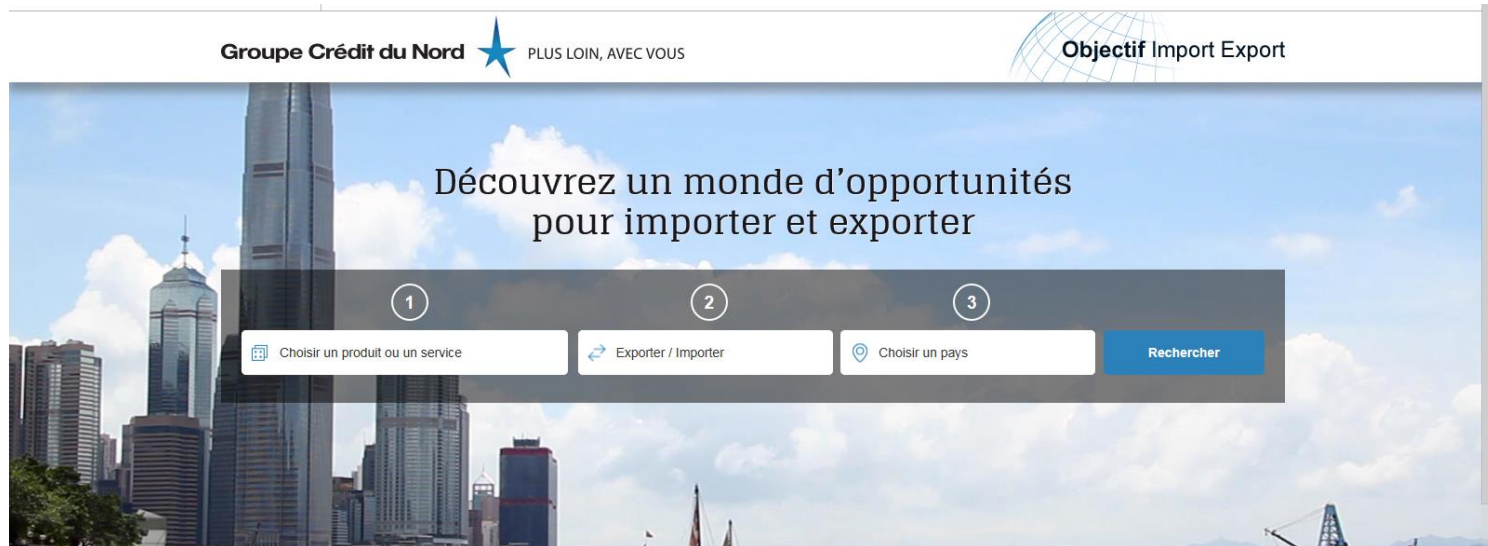 Groupe Crédit du Nord PLUS LOIN, AVEC VOUS
Objectif Import Export
Découvrez un monde d’opportunités
pour importer et exporter
1 2 3
Choisir un produit ou un service
Exporter / Importer
Choisir un pays
Rechercher